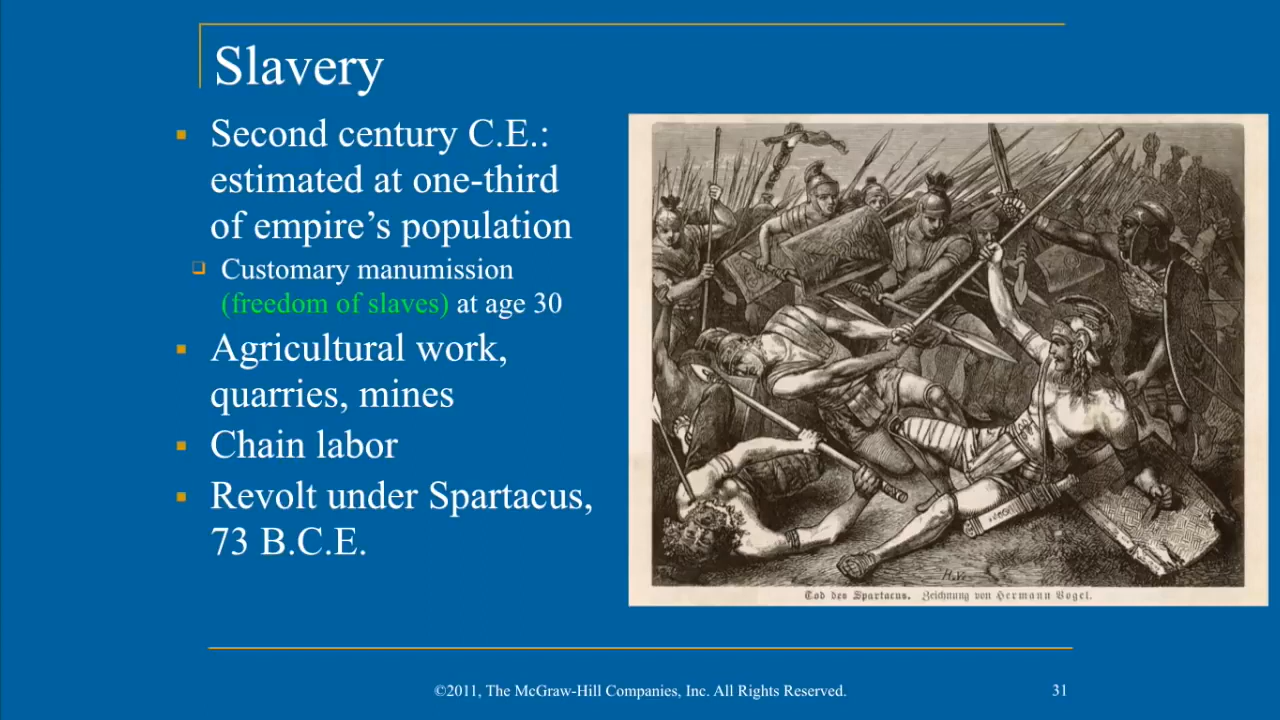 Slavery
Second century C.E.:
estimated at one-third
of empire’s population
Customary manumission
(freedom of slaves) at age 30
Agricultural work,
quarries, mines
Chain labor
Revolt under Spartacus,
73 B.C.E.
H.V.
Tod des Spartacus. Zeichnung von Hermann Vogel.
©2011, The McGraw-Hill Companies, Inc. All Rights Reserved.
31